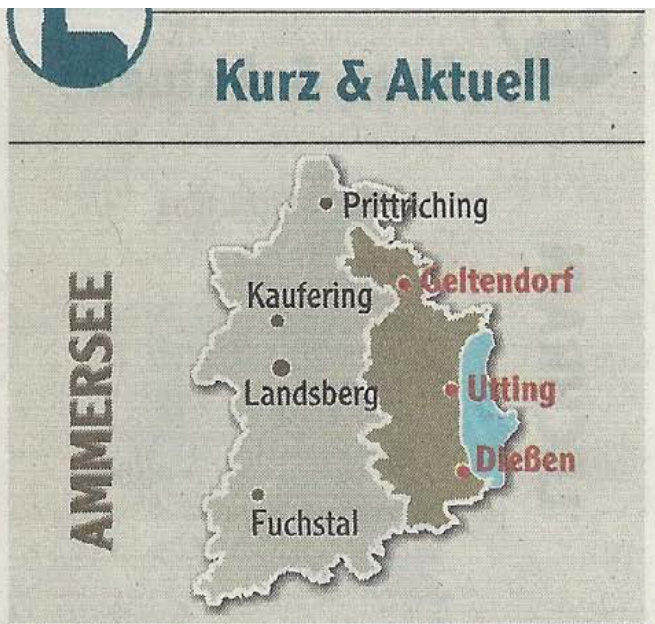 Kurz & Aktuell
AMMERSEE
Prittriching
Geltendorf
Kaufering
Landsberg
Utting
Dießen
Fuchstal